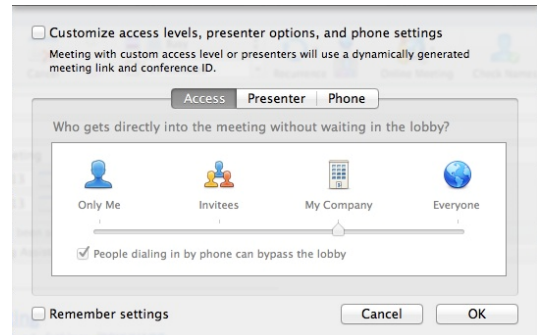 Customize access levels, presenter options, and phone settings
Meeting with custom access level or presenters will use a dynamically generated
meeting link and conference ID.
Access Presenter Phone
Who gets directly into the meeting without waiting in the lobby?
Only Me Invitees My Company Everyone
People dialing in by phone can bypass the lobby
Remember settings Cancel OK